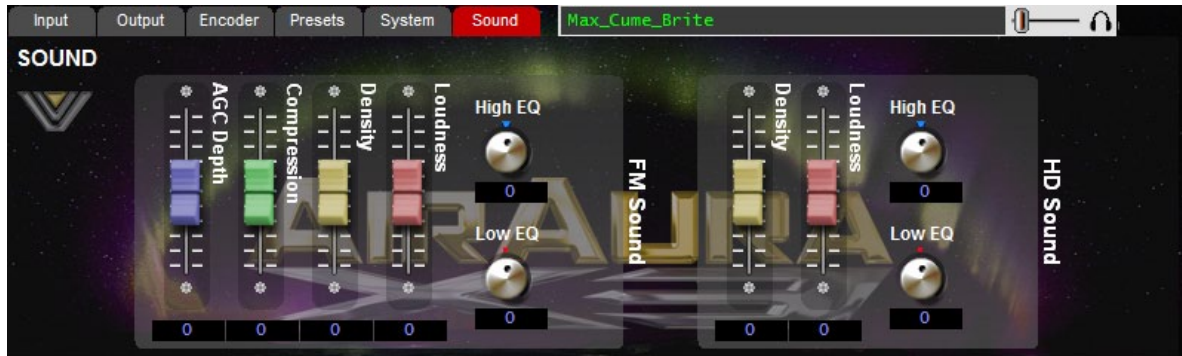 Input Output Encoder Presets System Sound Max_Cume_Brite
SOUND
AGC Depth
Compression
Density
Loudness
High EQ
0
Low EQ
0
0 0 0 0
FM Sound
Density
Loudness
High EQ
0
Low EQ
0
0 0
HD Sound
AIRAURA
X3